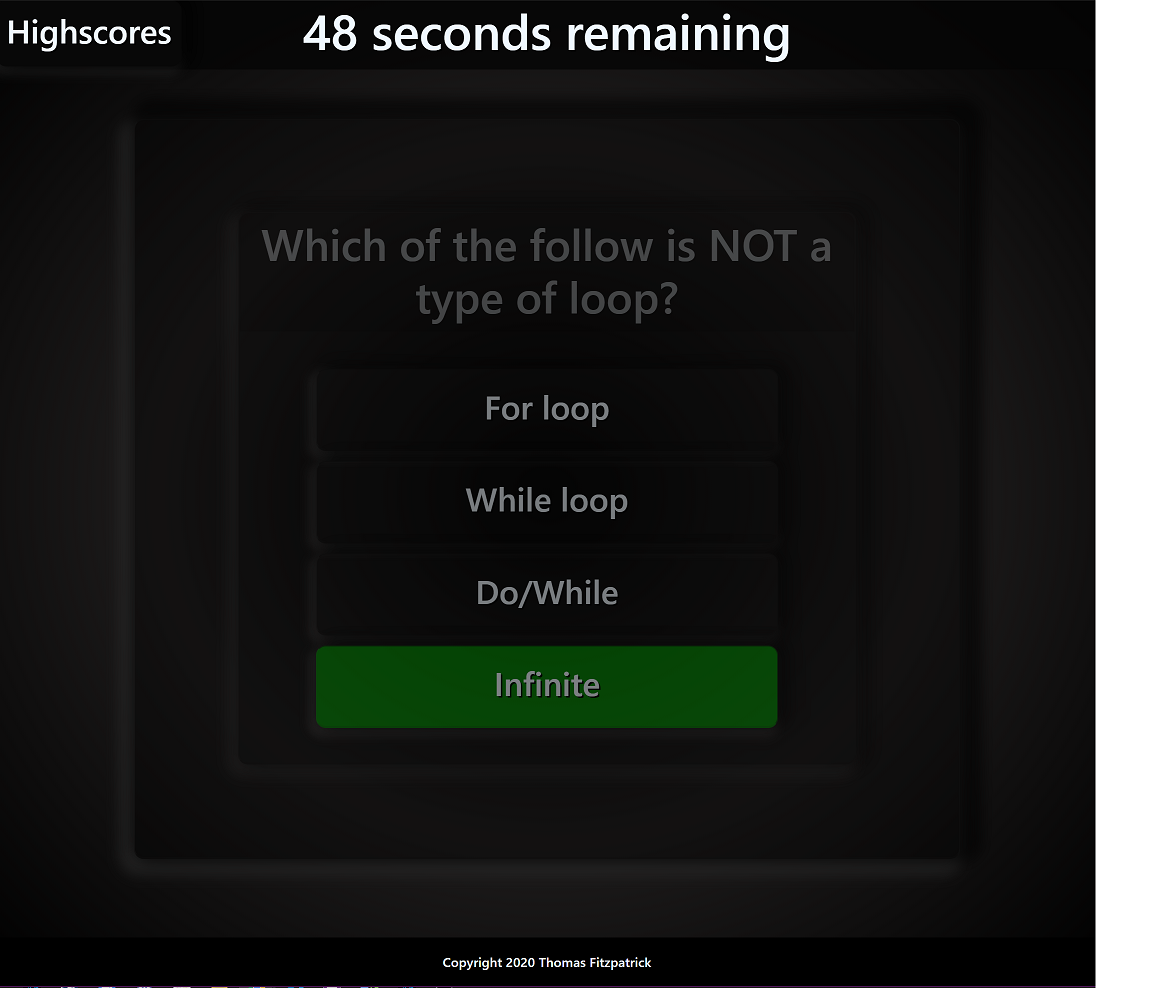 Highscores
48 seconds remaining
Which of the follow is NOT a
type of loop?
For loop
While loop
Do/While
Infinite
Copyright 2020 Thomas Fitzpatrick